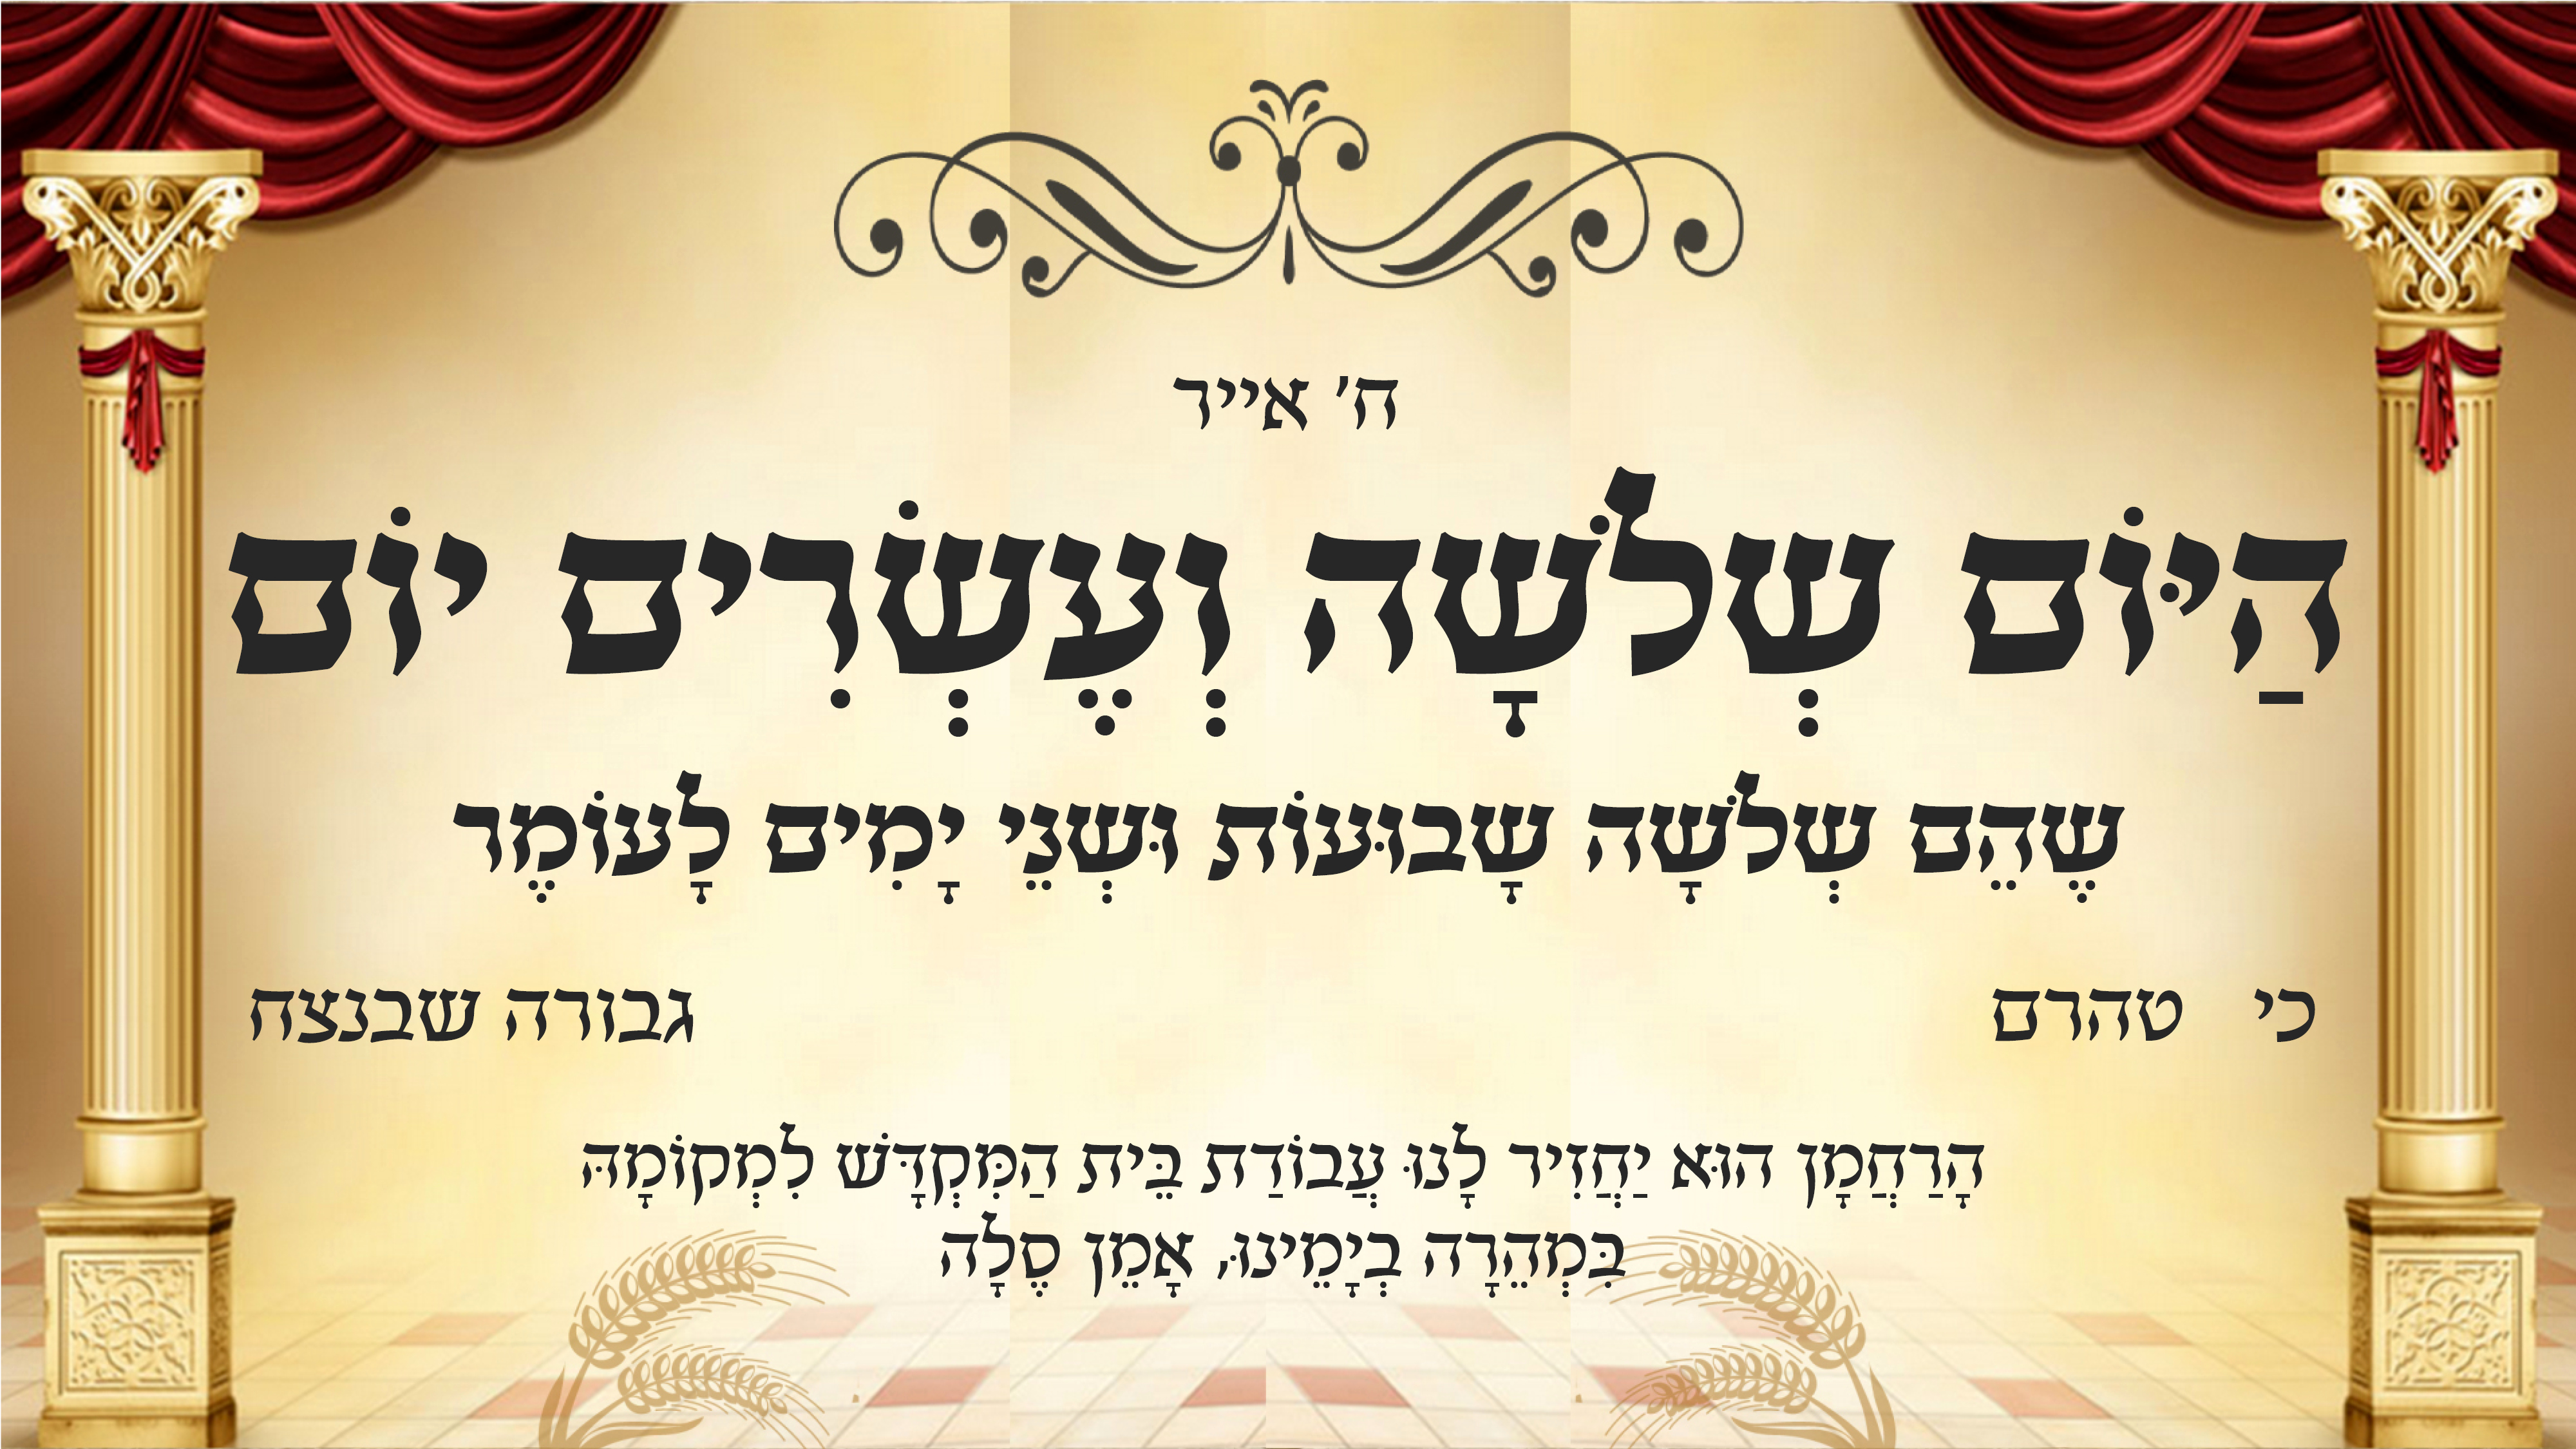 ח' אייר
הַיּוֹם שְׁלֹשָׁה וְעֶשְׂרִים יוֹם
שֶׁהֵם שְׁלֹשָׁה שָׁבוּעוֹת וּשְׁנֵי יָמִים לָעוֹמֶר
כי טהרם גבורה שבנצח
הָרַחֲמָן הוּא יַחֲזִיר לָנוּ עֲבוֹדַת בֵּית הַמִּקְדָּשׁ לִמְקוֹמָהּ
בִּמְהֵרָה בְיָמֵינוּ, אָמֵן סֶלָה